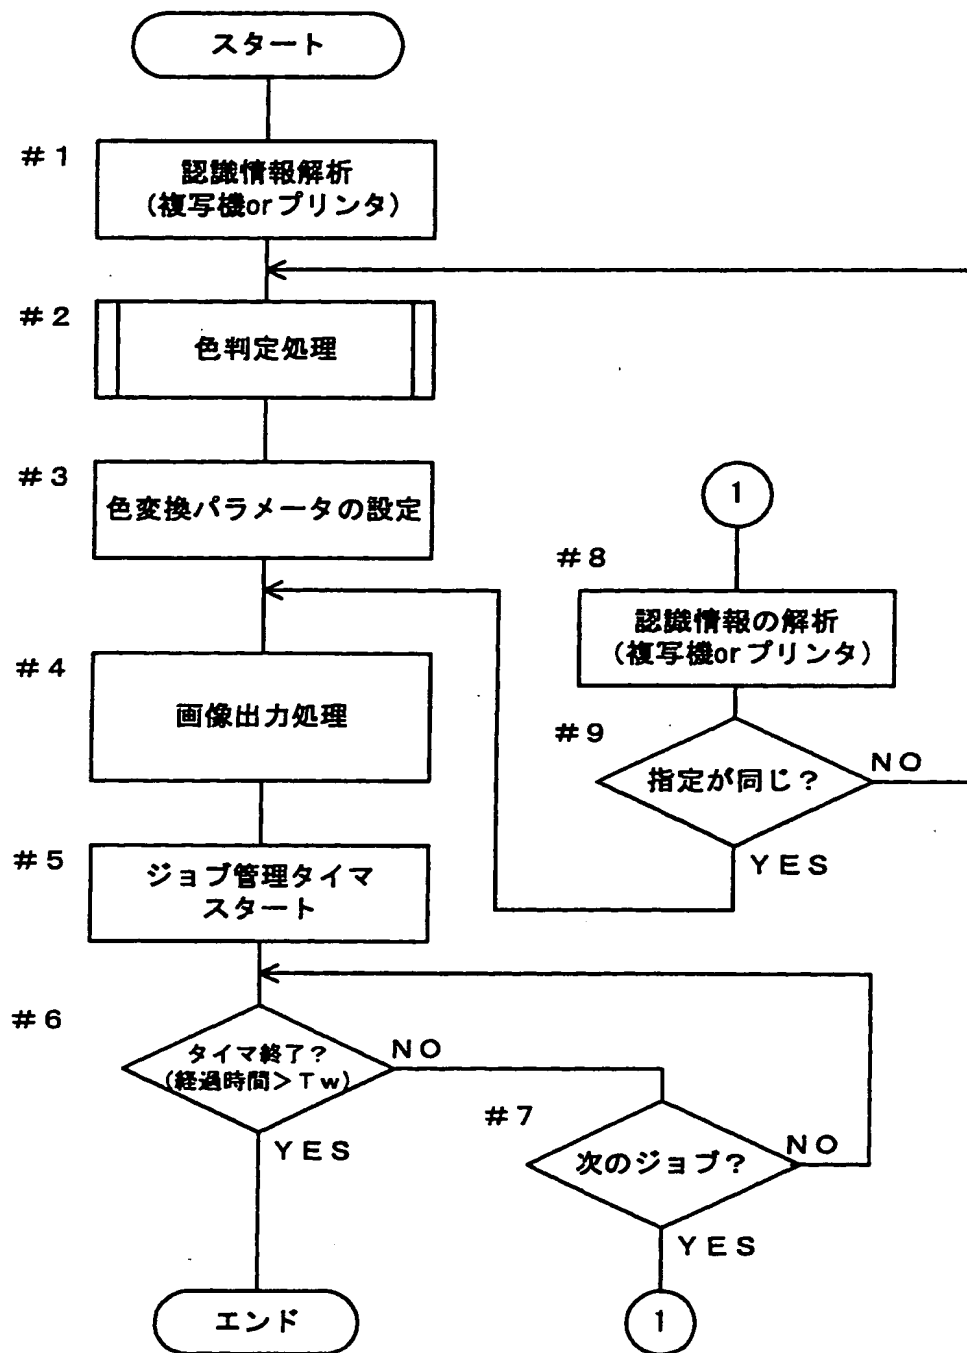 スタート
#1
認識情報解析
(複写機orプリンタ)
#2
色判定処理
#3
色変換パラメータの設定
1
#8
認識情報の解析
(複写機orプリンタ)
#4
画像出力処理
#9
指定が同じ?
NO
YES
#5
ジョブ管理タイマ
スタート
#6
タイマ終了?
(経過時間>Tw)
NO
YES
#7
次のジョブ?
NO
YES
エンド
1